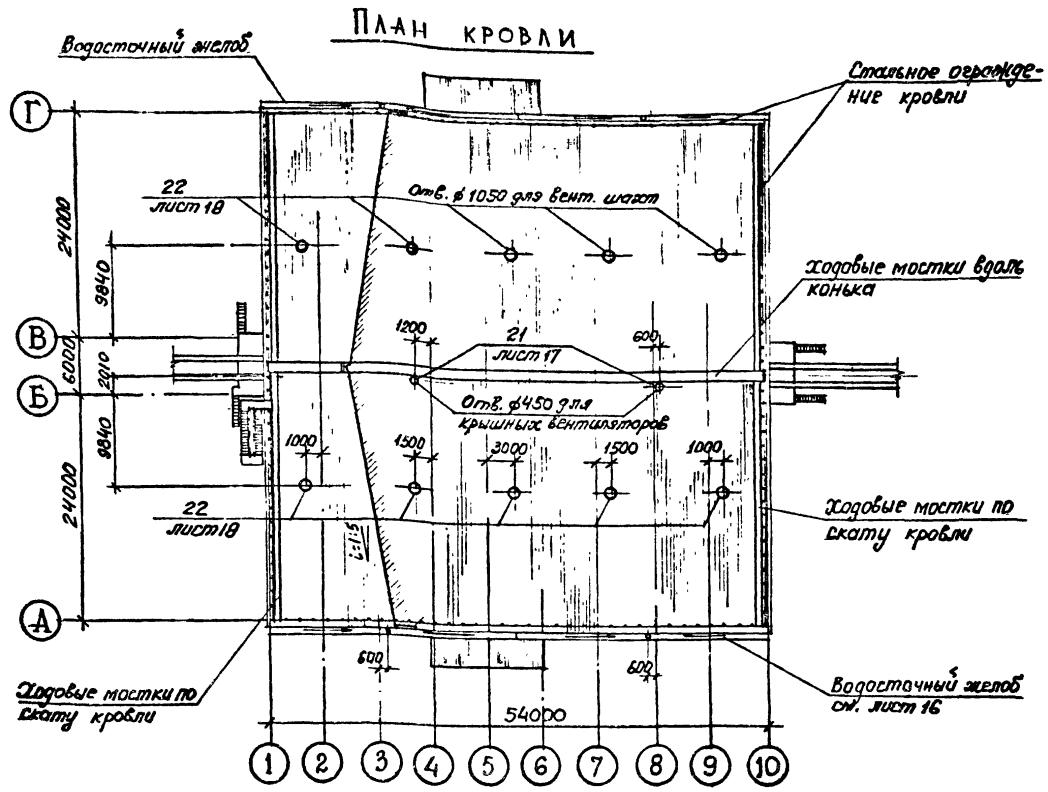 План кровли
Водосточный желоб
Стальное огражде-
ние кровли
Г
22
лист 18
Отв. ф 1050 для вент. шахт
24000
9840
Ходовые мостки вдоль
конька
В
1200
21
лист 17
600
6000
2010
Б
Отв. ф450 для
крышных вентиляторов
9840
1000
1500
3000
1500
1000
24000
22
лист 18
i=1:5
Ходовые мостки по
скату кровли
А
600
600
Ходовые мостки по
скату кровли
Водосточный желоб
см. лист 16
54000
1 2 3 4 5 6 7 8 9 10